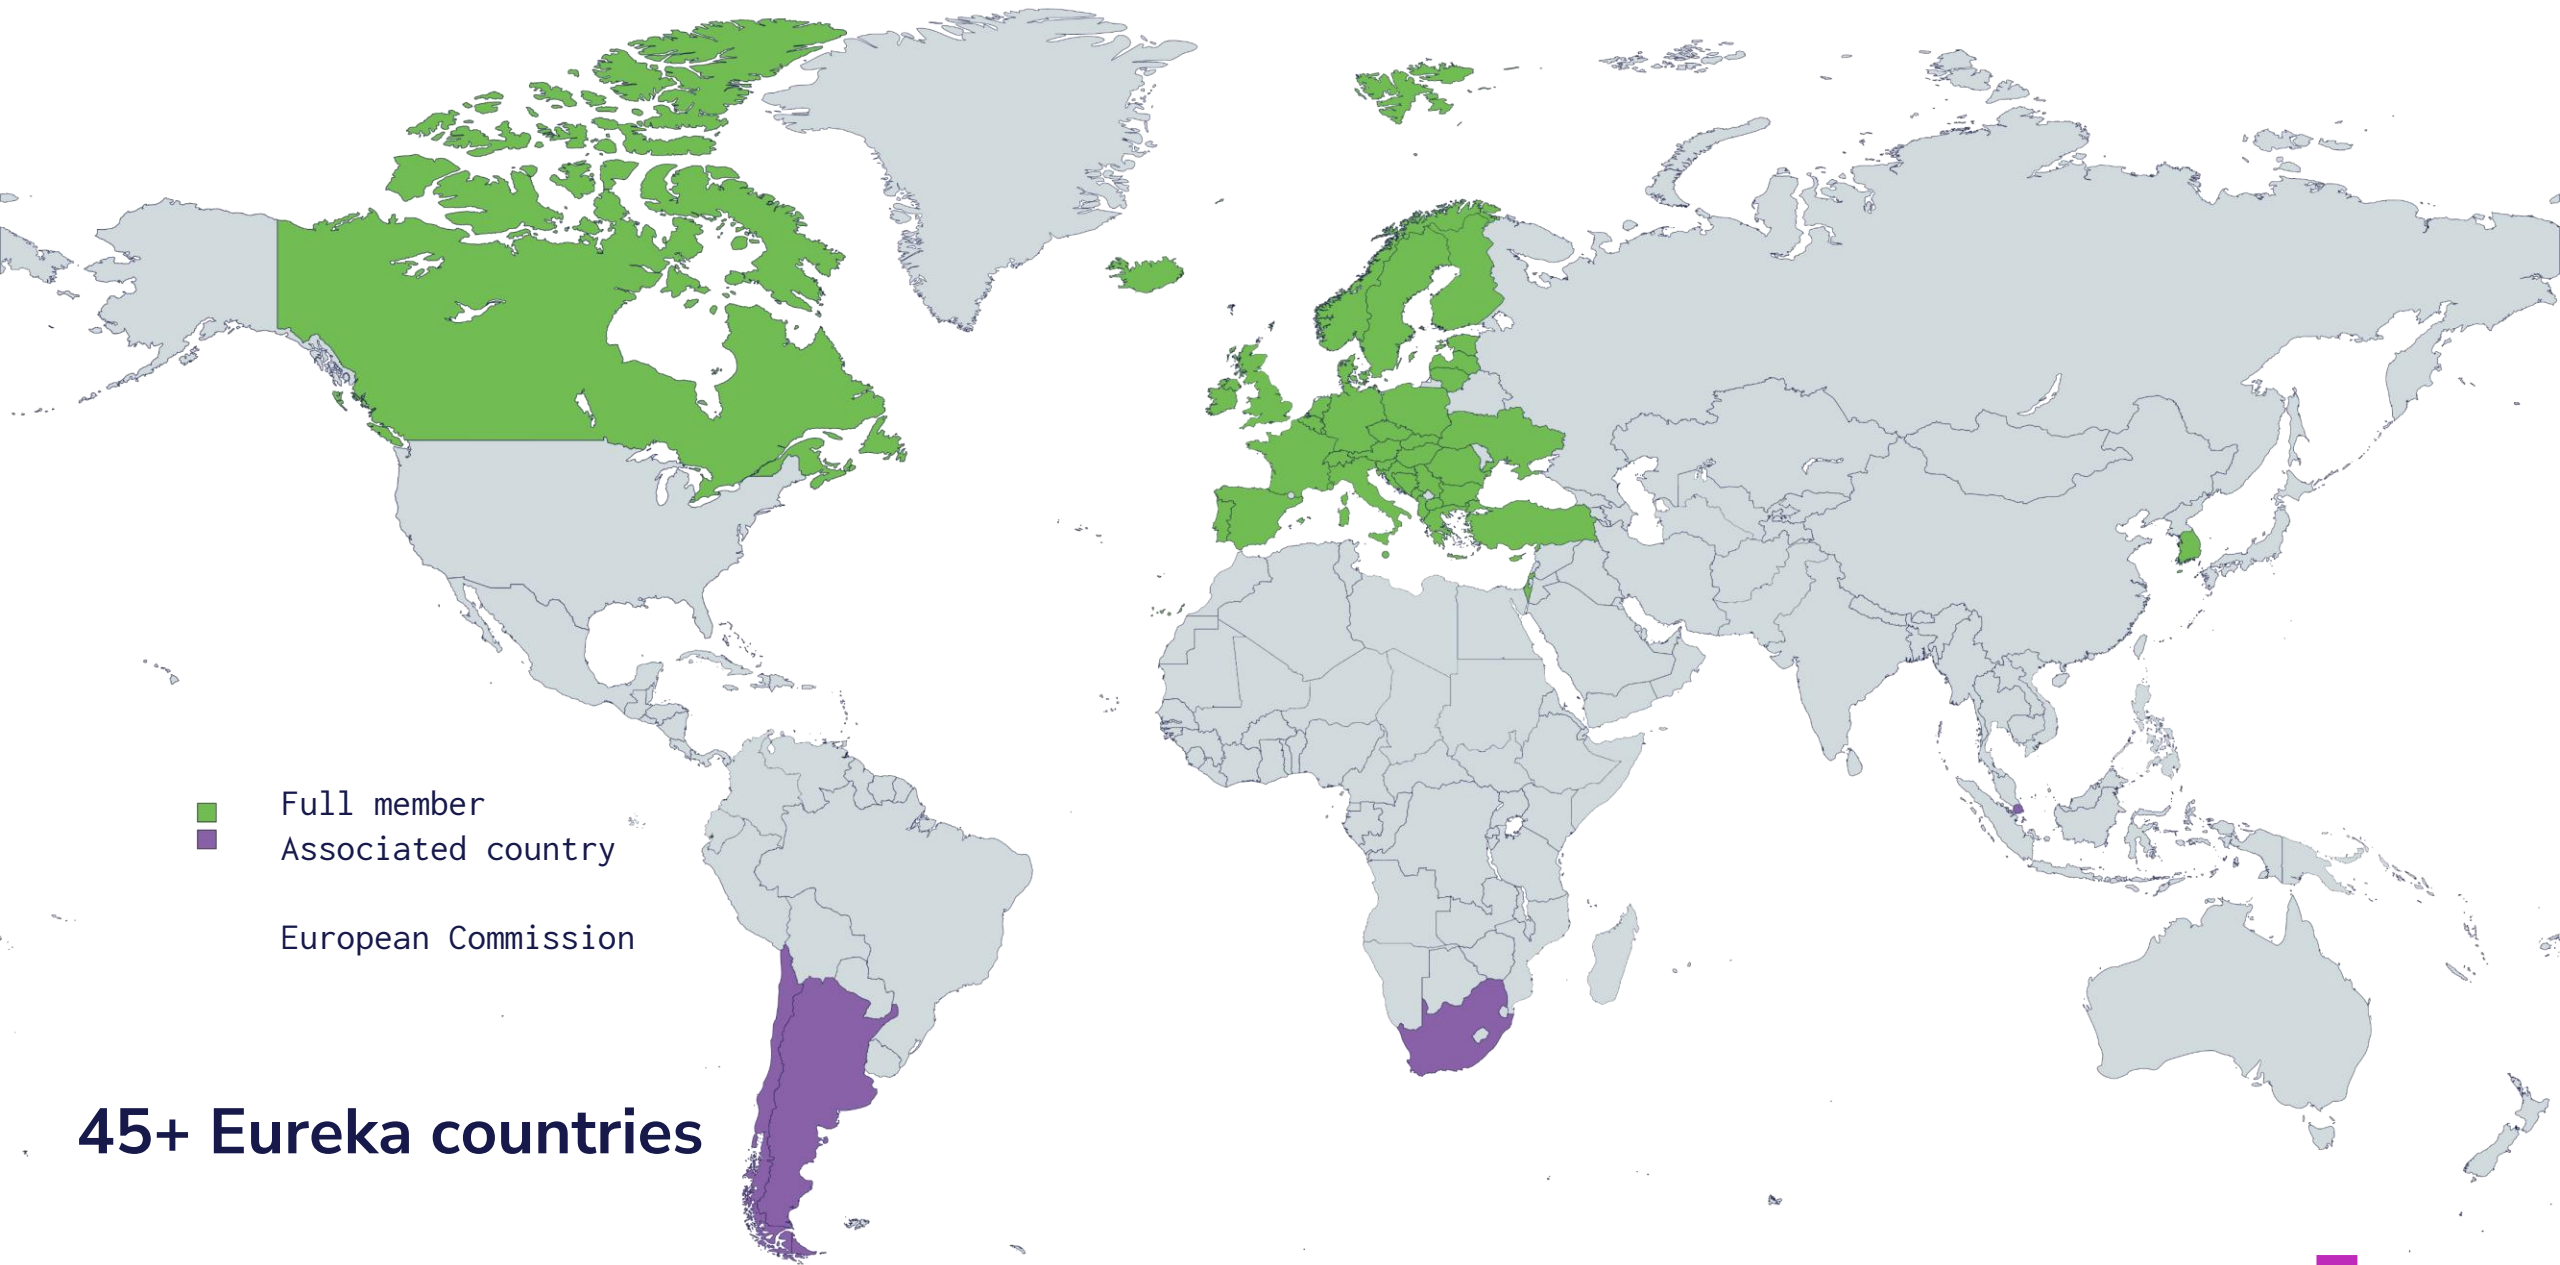 Full member
Associated country
European Commission
45+ Eureka countries